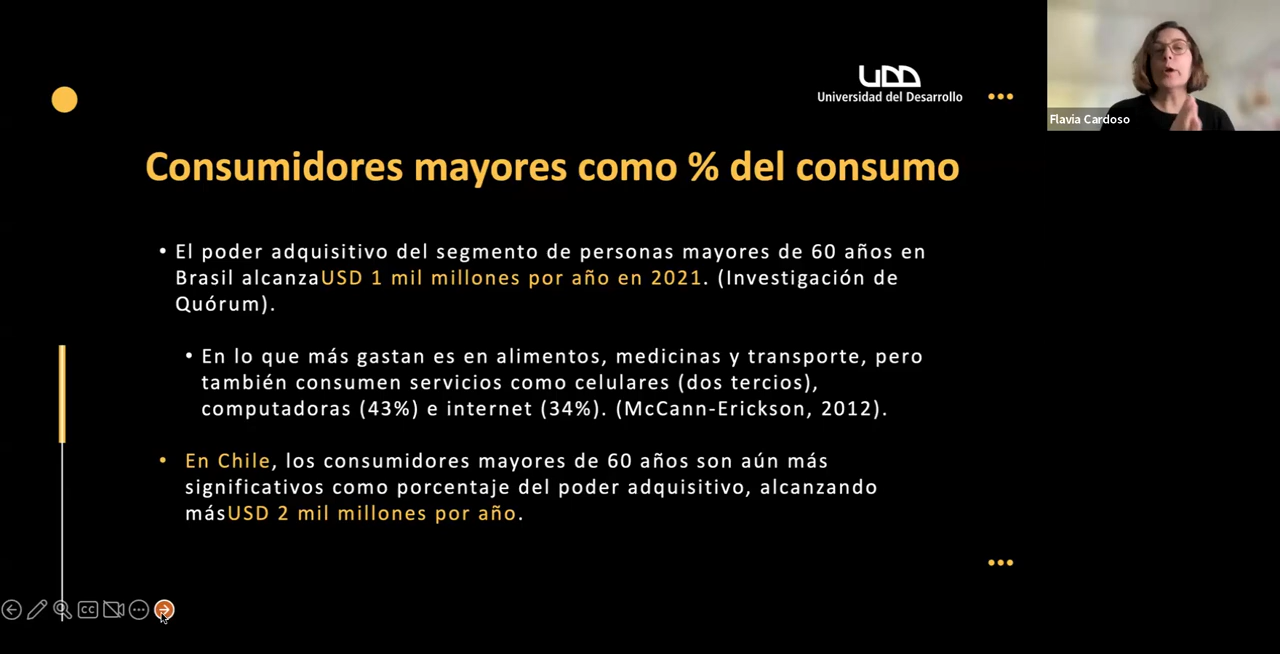 UDD
Universidad del Desarrollo
Flavia Cardoso
Consumidores mayores como % del consumo
• El poder adquisitivo del segmento de personas mayores de 60 años en
Brasil alcanzaUSD 1 mil millones por año en 2021. (Investigación de
Quórum).
• En lo que más gastan es en alimentos, medicinas y transporte, pero
también consumen servicios como celulares (dos tercios),
computadoras (43%) e internet (34%). (McCann-Erickson, 2012).
• En Chile, los consumidores mayores de 60 años son aún más
significativos como porcentaje del poder adquisitivo, alcanzando
másUSD 2 mil millones por año.
CC